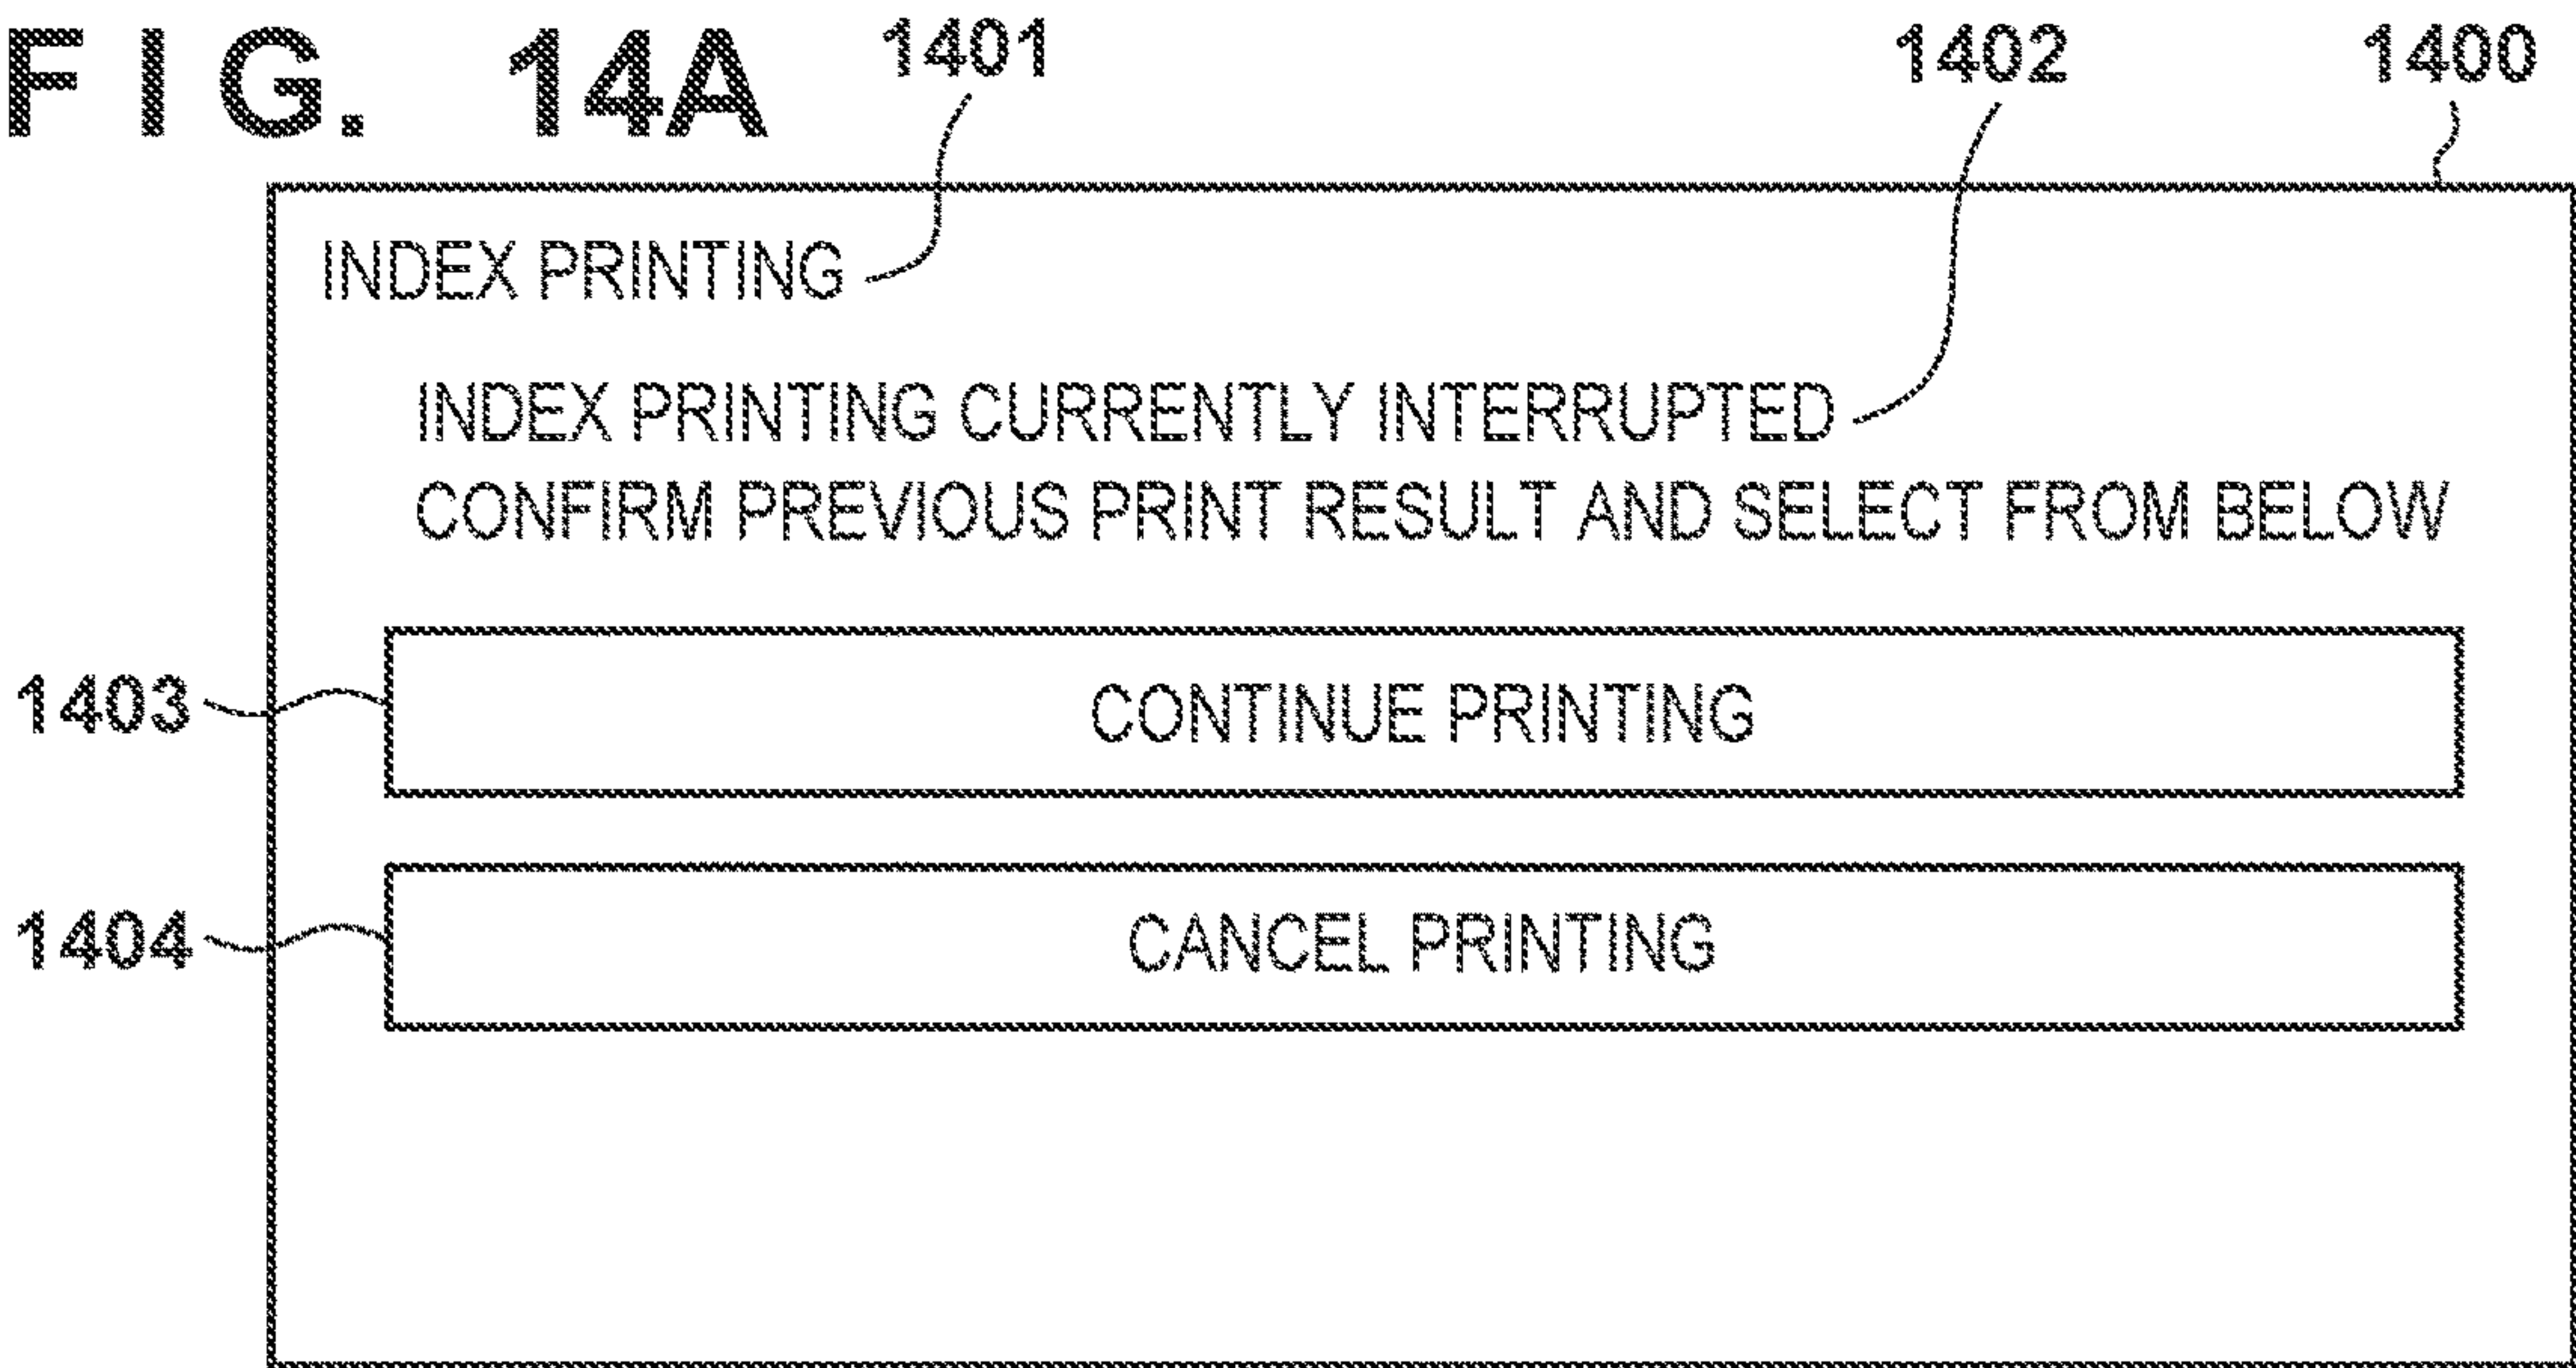 FIG. 14A
1401
1402
1400
INDEX PRINTING
INDEX PRINTING CURRENTLY INTERRUPTED
CONFIRM PREVIOUS PRINT RESULT AND SELECT FROM BELOW
1403
CONTINUE PRINTING
1404
CANCEL PRINTING